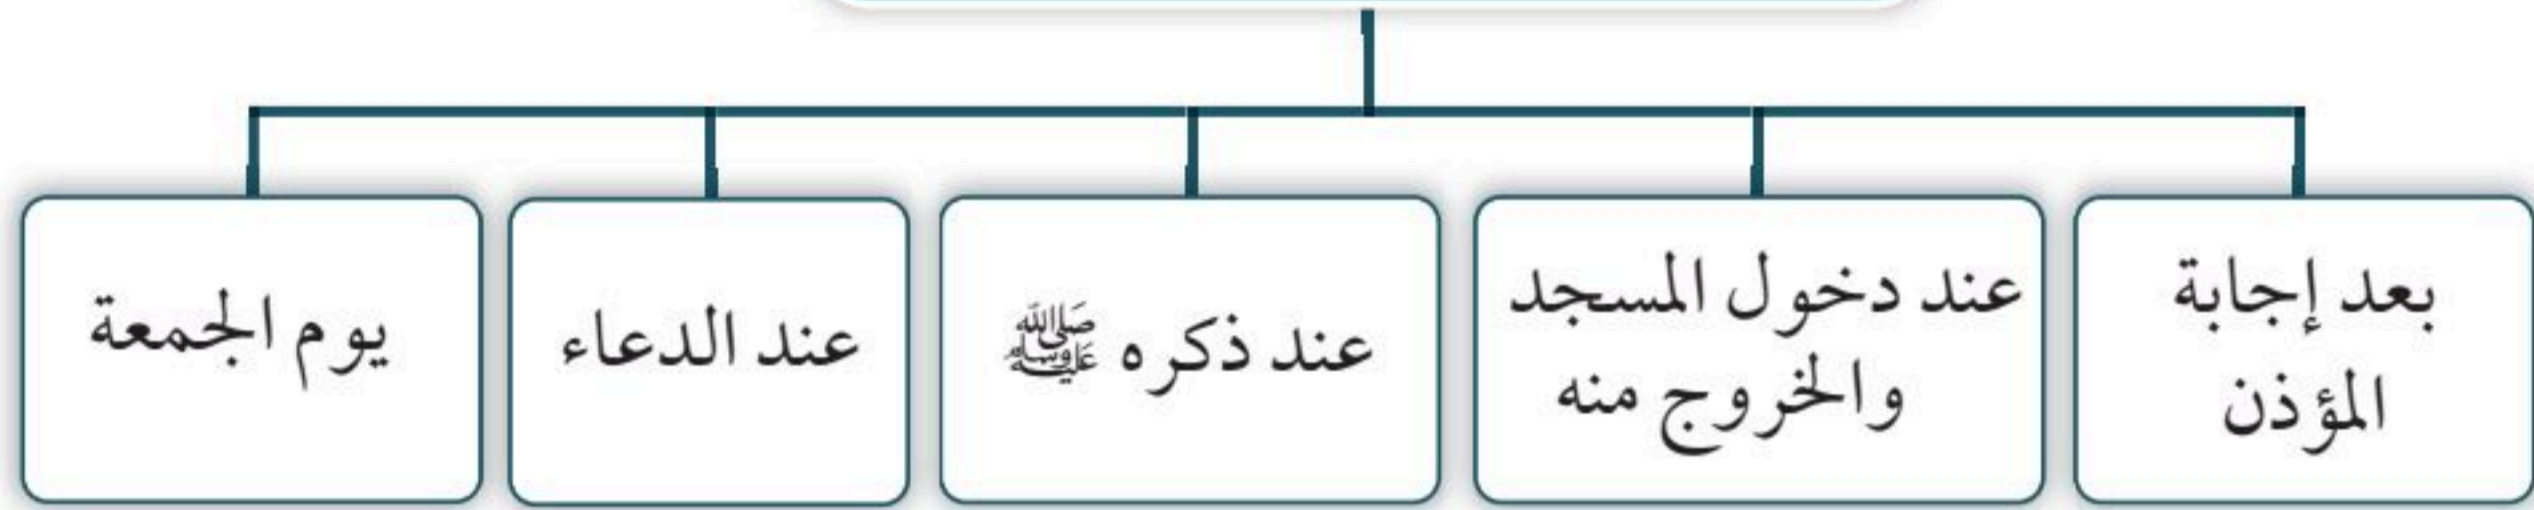 بعد إجابة
المؤذن
عند دخول المسجد
والخروج منه
عند ذكره ﷺ
عند الدعاء
يوم الجمعة